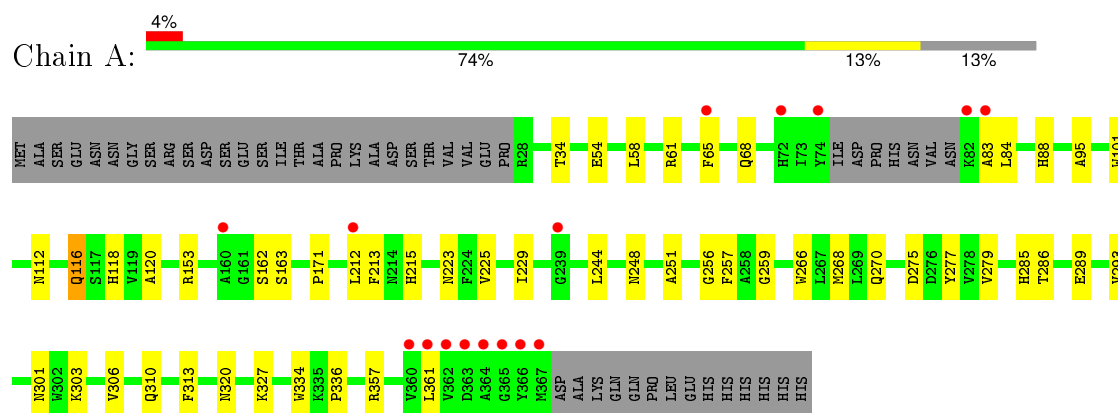 4%
Chain A:
74% 13% 13%
MET ALA SER GLU ASN ASN GLY SER ARG SER ASP SER GLU SER ILE THR ALA PRO LYS ALA ASP SER THR VAL VAL GLU PRO R28 T34 E54 L58 R61 F65 Q68 H72 I73 Y74 ILE ASP PRO HIS ASN VAL ASN K82 A83 L84 H88 A95 W101
N112 Q116 S117 H118 V119 A120 R153 A160 G161 S162 S163 P171 L212 F213 N214 H215 N223 F224 V225 I229 G239 L244 N248 A251 G256 F257 A258 G259 W266 L267 M268 L269 Q270 D275 D276 Y277 V278 V279 H285 T286 E289
N301 W302 K303 V306 Q310 F313 N320 K327 W334 K335 P336 R357 V360 L361 V362 D363 A364 G365 Y366 M367 ASP ALA LYS GLN GLN PRO LEU GLU HIS HIS HIS HIS HIS HIS